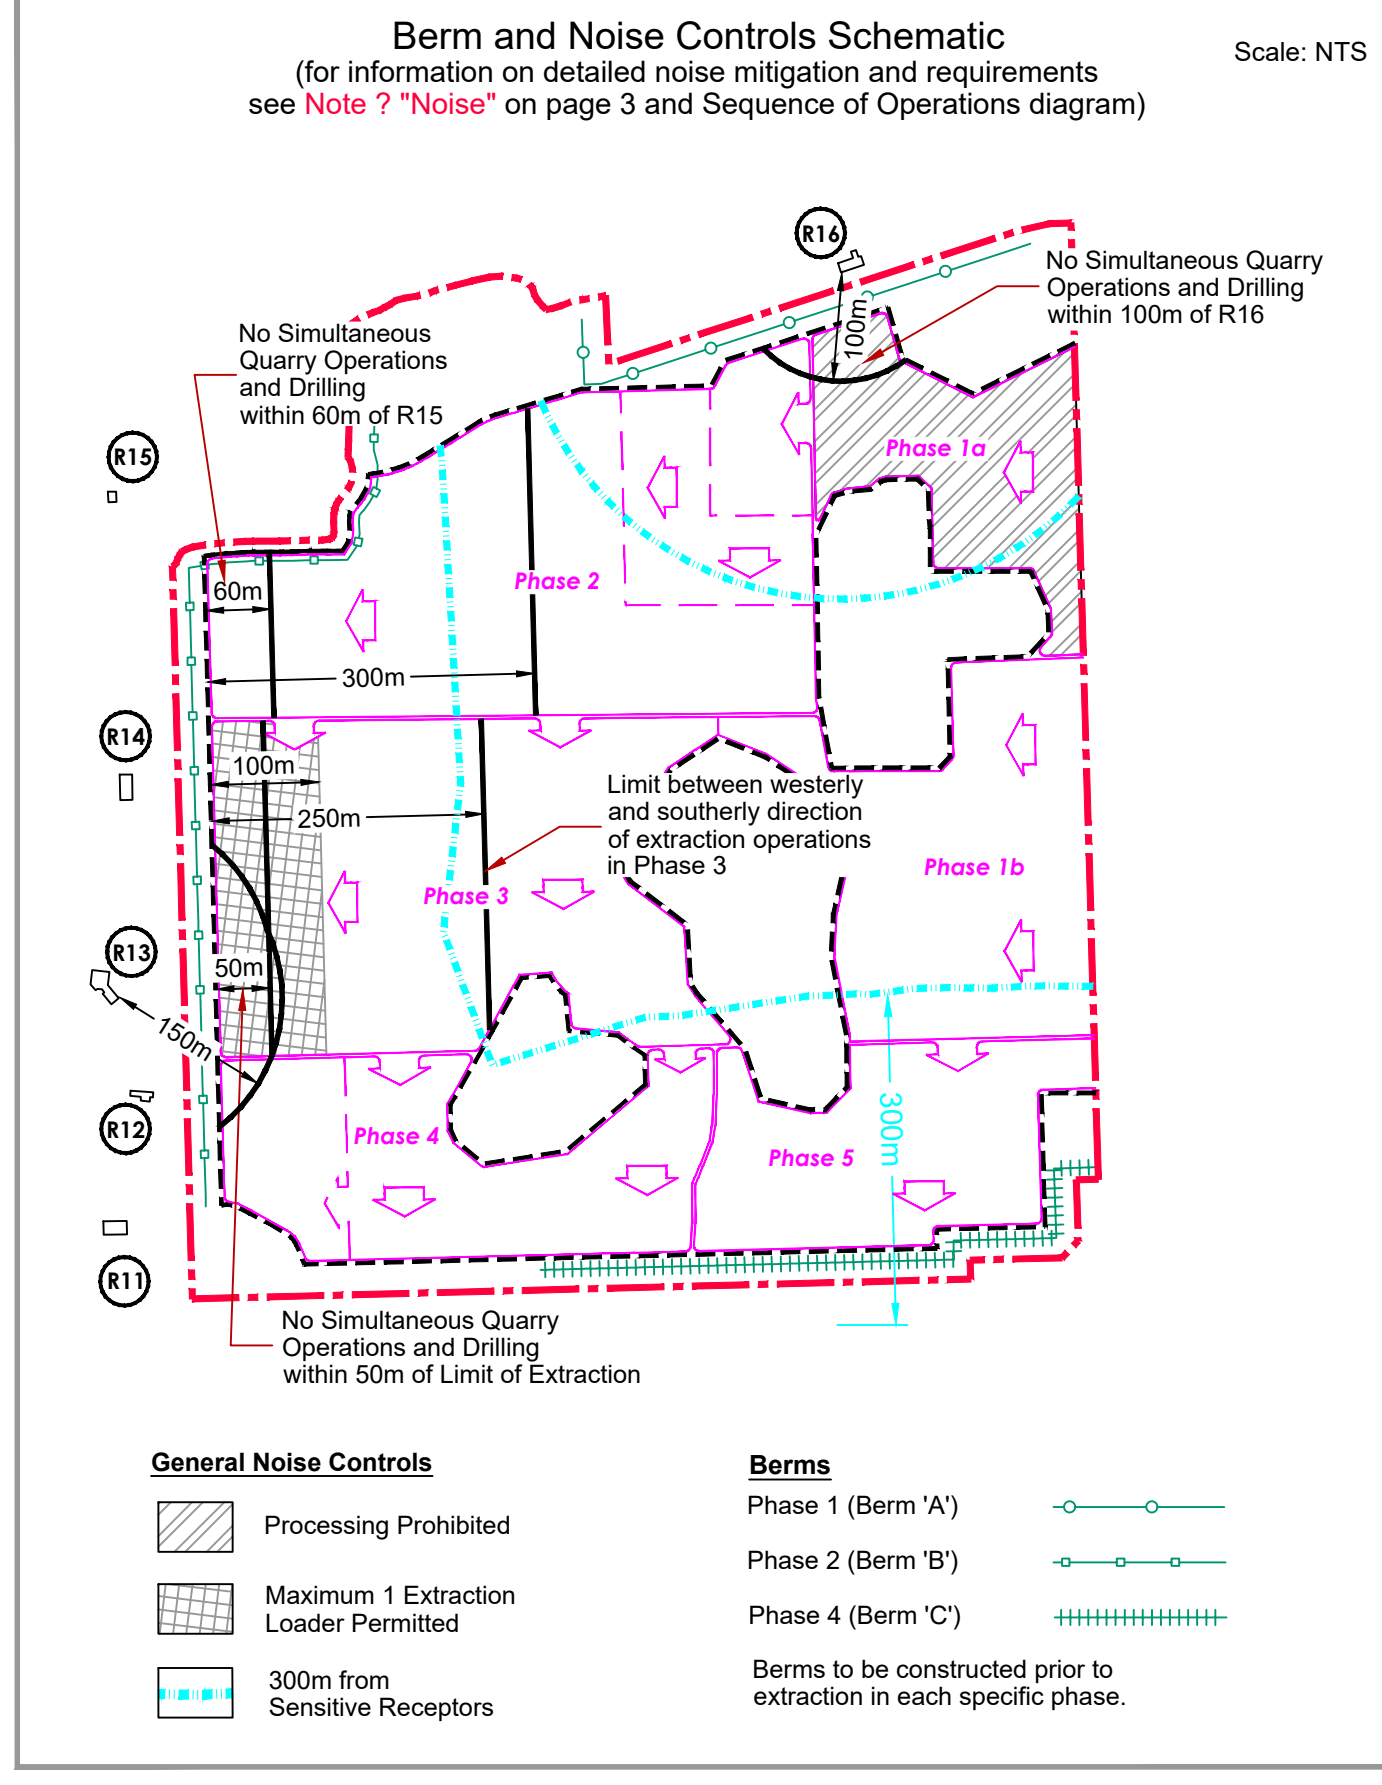 Berm and Noise Controls Schematic
Scale: NTS
(for information on detailed noise mitigation and requirements
see Note ? "Noise" on page 3 and Sequence of Operations diagram)
R16
No Simultaneous Quarry
Operations and Drilling
within 100m of R16
100m
No Simultaneous
Quarry Operations
and Drilling
within 60m of R15
R15
Phase 1a
60m
Phase 2
300m
R14
100m
250m
Limit between westerly
and southerly direction
of extraction operations
in Phase 3
Phase 1b
Phase 3
R13
50m
150m
R12
Phase 4
Phase 5
300m
R11
No Simultaneous Quarry
Operations and Drilling
within 50m of Limit of Extraction
General Noise Controls
Processing Prohibited
Maximum 1 Extraction
Loader Permitted
300m from
Sensitive Receptors
Berms
Phase 1 (Berm 'A')
Phase 2 (Berm 'B')
Phase 4 (Berm 'C')
Berms to be constructed prior to
extraction in each specific phase.